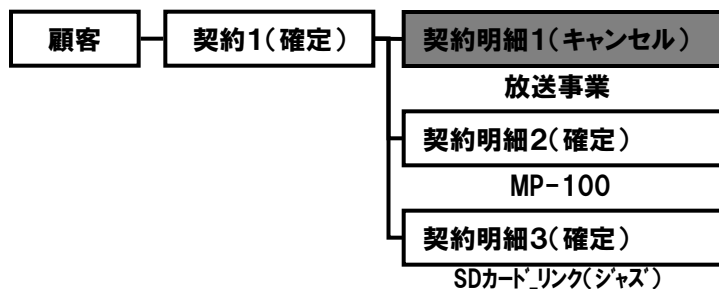 顧客
契約1(確定)
契約明細1(キャンセル)
放送事業
契約明細2(確定)
MP-100
契約明細3(確定)
SDｶｰﾄﾞ_ﾘﾝｸ(ｼﾞｬｽﾞ)